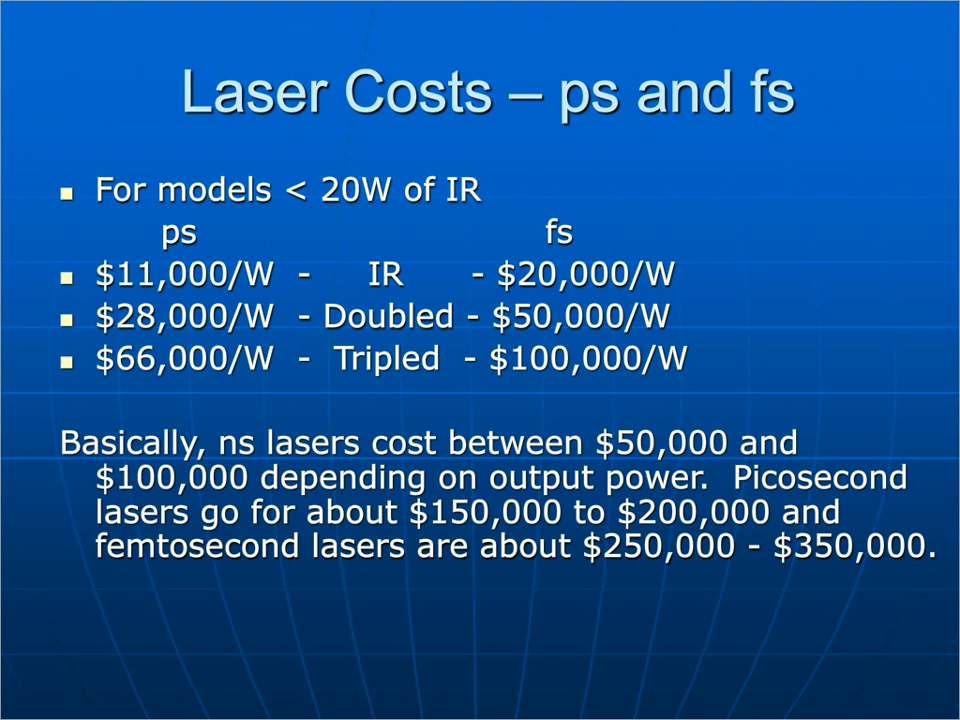 Laser Costs – ps and fs
For models < 20W of IR
ps fs
$11,000/W - IR - $20,000/W
$28,000/W - Doubled - $50,000/W
$66,000/W - Tripled - $100,000/W
Basically, ns lasers cost between $50,000 and
$100,000 depending on output power. Picosecond
lasers go for about $150,000 to $200,000 and
femtosecond lasers are about $250,000 - $350,000.